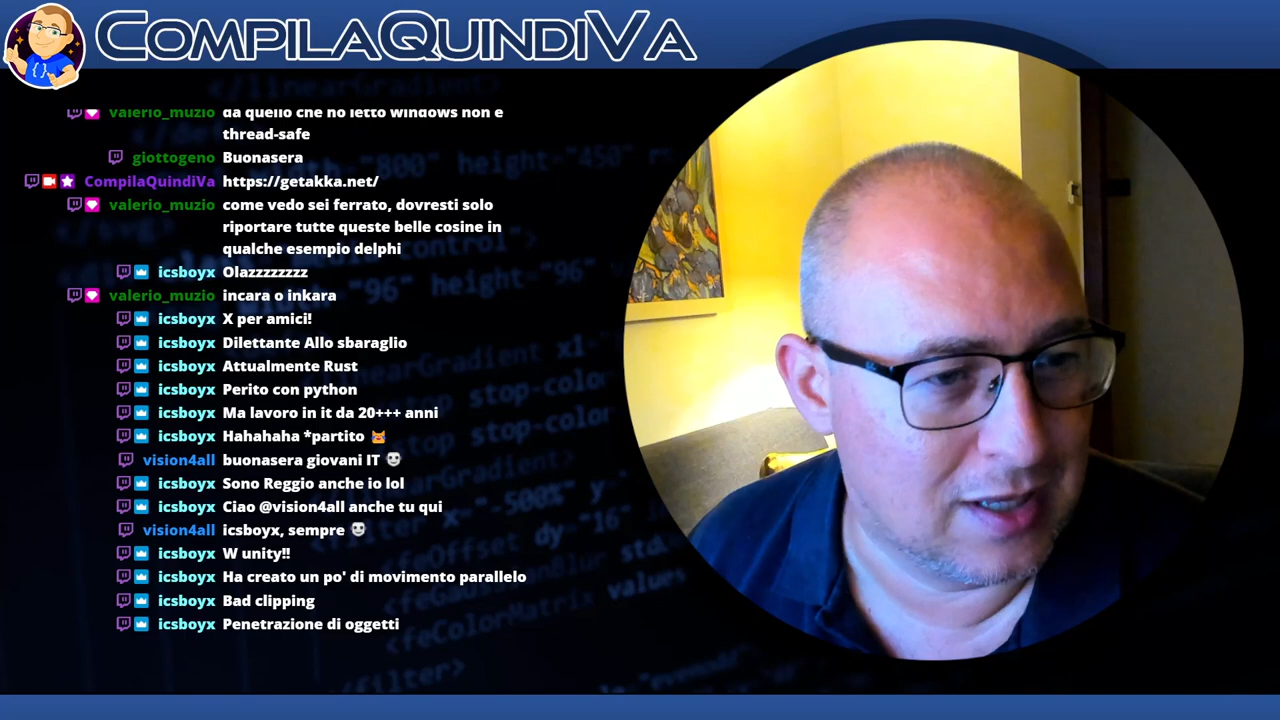 CompilaQuindiVa
{}
valerio_muzio da quello che ho letto windows non è
thread-safe
giottogeno Buonasera
CompilaQuindiVa https://getakka.net/
valerio_muzio come vedo sei ferrato, dovresti solo
riportare tutte queste belle cosine in
qualche esempio delphi
icsboyx Olazzzzzzzz
valerio_muzio incara o inkara
icsboyx X per amici!
icsboyx Dilettante Allo sbaraglio
icsboyx Attualmente Rust
icsboyx Perito con python
icsboyx Ma lavoro in it da 20+++ anni
icsboyx Hahahaha *partito
vision4all buonasera giovani IT
icsboyx Sono Reggio anche io lol
icsboyx Ciao @vision4all anche tu qui
vision4all icsboyx, sempre
icsboyx W unity!!
icsboyx Ha creato un po' di movimento parallelo
icsboyx Bad clipping
icsboyx Penetrazione di oggetti